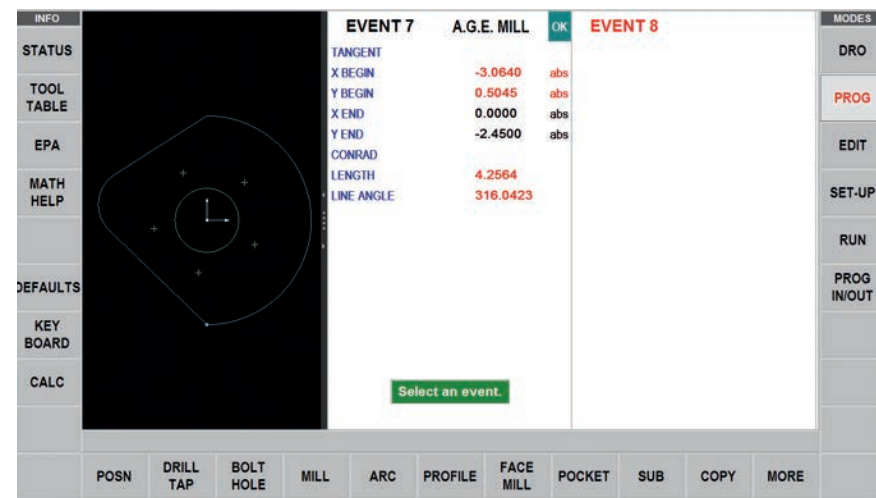 INFO
STATUS
TOOL
TABLE
EPA
MATH
HELP
DEFAULTS
KEY
BOARD
CALC
EVENT 7 A.G.E. MILL OK
TANGENT
X BEGIN -3.0640 abs
Y BEGIN 0.5045 abs
X END 0.0000 abs
Y END -2.4500 abs
CONRAD
LENGTH 4.2564
LINE ANGLE 316.0423
Select an event.
EVENT 8
MODES
DRO
PROG
EDIT
SET-UP
RUN
PROG
IN/OUT
POSN
DRILL
TAP
BOLT
HOLE
MILL
ARC
PROFILE
FACE
MILL
POCKET
SUB
COPY
MORE